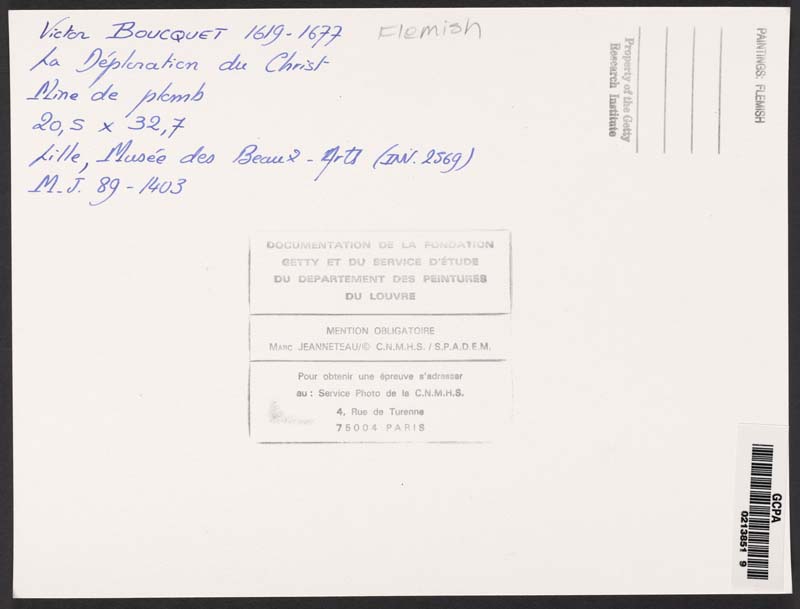 Victor BOUCQUET 1619-1677 Flemish
La Déploration du Christ
Mine de plomb
20,5 x 32,7
Lille, Musée des Beaux-Arts (INV. 2569)
M.J. 89-1403
DOCUMENTATION DE LA FONDATION
GETTY ET DU SERVICE D'ÉTUDE
DU DEPARTEMENT DES PEINTURES
DU LOUVRE
MENTION OBLIGATOIRE
MARC JEANNETEAU/© C.N.M.H.S. / S.P.A.D.E.M.
Pour obtenir une épreuve s'adresser
au : Service Photo de la C.N.M.H.S.
4, Rue de Turenne
75004 PARIS
Property of the Getty
Research Institute
PAINTINGS: FLEMISH
GCPA
0213851 9